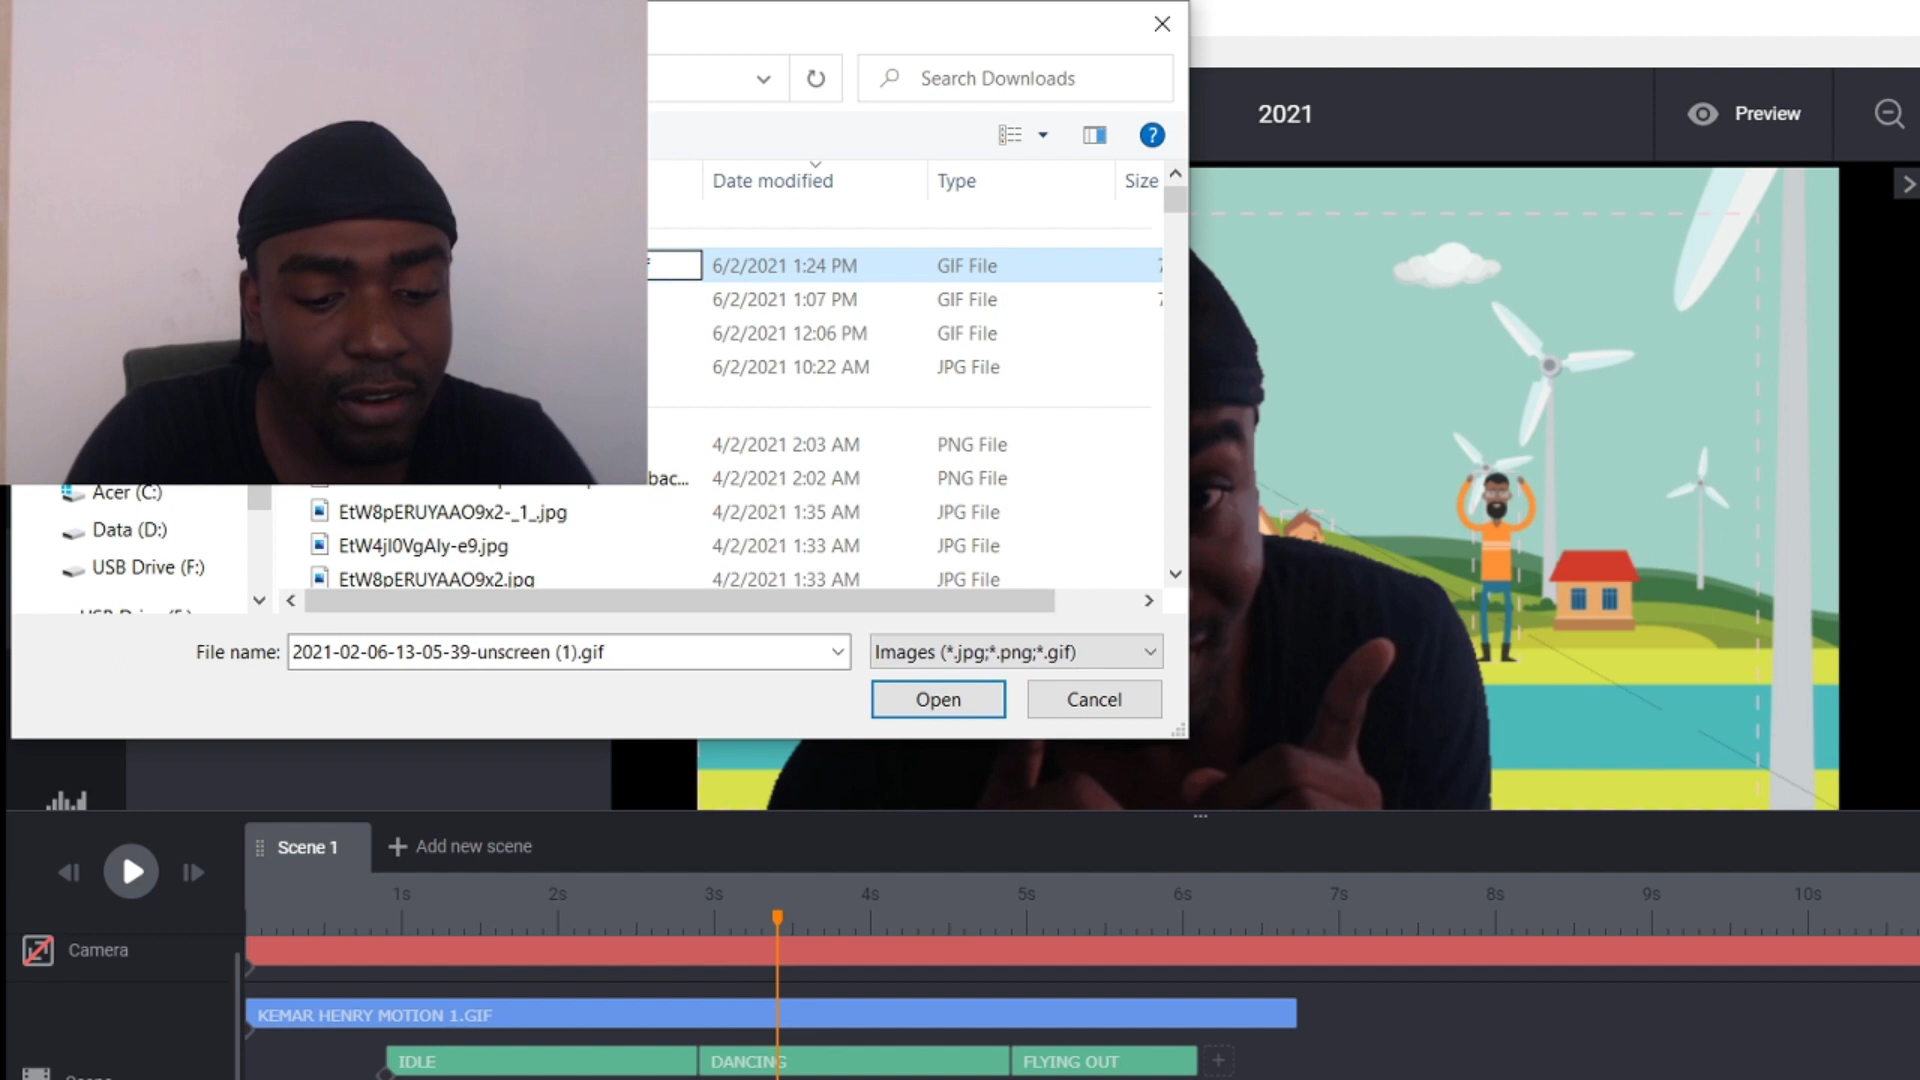 Search Downloads
2021
Preview
Date modified Type Size
6/2/2021 1:24 PM GIF File
6/2/2021 1:07 PM GIF File
6/2/2021 12:06 PM GIF File
6/2/2021 10:22 AM JPG File
4/2/2021 2:03 AM PNG File
bac... 4/2/2021 2:02 AM PNG File
Acer (C:)
EtW8pERUYAAO9x2-_1_.jpg 4/2/2021 1:35 AM JPG File
Data (D:)
EtW4jI0VgAIy-e9.jpg 4/2/2021 1:33 AM JPG File
USB Drive (F:)
EtW8pERUYAAO9x2.jpg 4/2/2021 1:33 AM JPG File
File name: 2021-02-06-13-05-39-unscreen (1).gif Images (*.jpg;*.png;*.gif)
Open Cancel
Scene 1 Add new scene
1s 2s 3s 4s 5s 6s 7s 8s 9s 10s
Camera
KEMAR HENRY MOTION 1.GIF
IDLE DANCING FLYING OUT